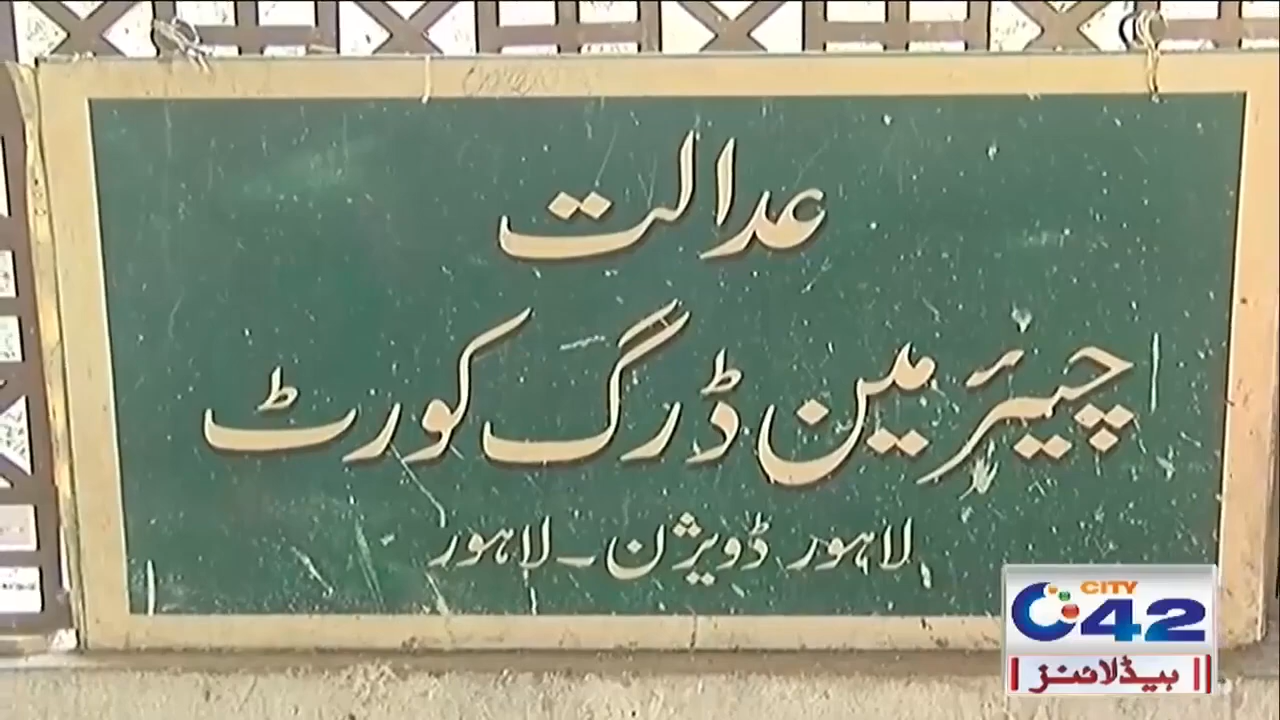 عدالت
چیئرمین ڈرگ کورٹ
لاہور ڈویژن - لاہور
CITY
42
ہیڈلائنز